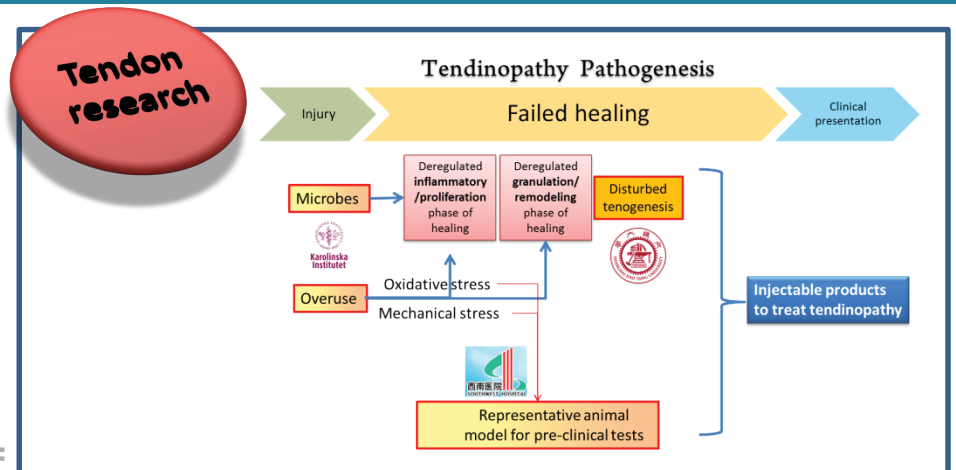 Tendon
research
Tendinopathy Pathogenesis
Injury
Failed healing
Clinical
presentation
Deregulated
inflammatory
/proliferation
phase of
healing
Deregulated
granulation/
remodeling
phase of
healing
Disturbed
tenogenesis
Microbes
Karolinska
Institutet
Overuse
Oxidative stress
Mechanical stress
Injectable products
to treat tendinopathy
西南医院
SOUTHWEST HOSPITAL
Representative animal
model for pre-clinical tests